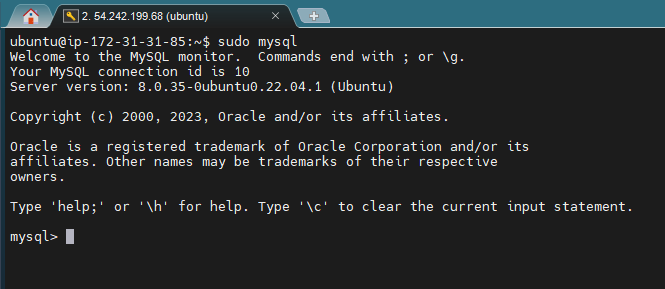 2. 54.242.199.68 (ubuntu)
ubuntu@ip-172-31-31-85:~$ sudo mysql
Welcome to the MySQL monitor.  Commands end with ; or \g.
Your MySQL connection id is 10
Server version: 8.0.35-0ubuntu0.22.04.1 (Ubuntu)
Copyright (c) 2000, 2023, Oracle and/or its affiliates.
Oracle is a registered trademark of Oracle Corporation and/or its
affiliates. Other names may be trademarks of their respective
owners.
Type 'help;' or '\h' for help. Type '\c' to clear the current input statement.
mysql>